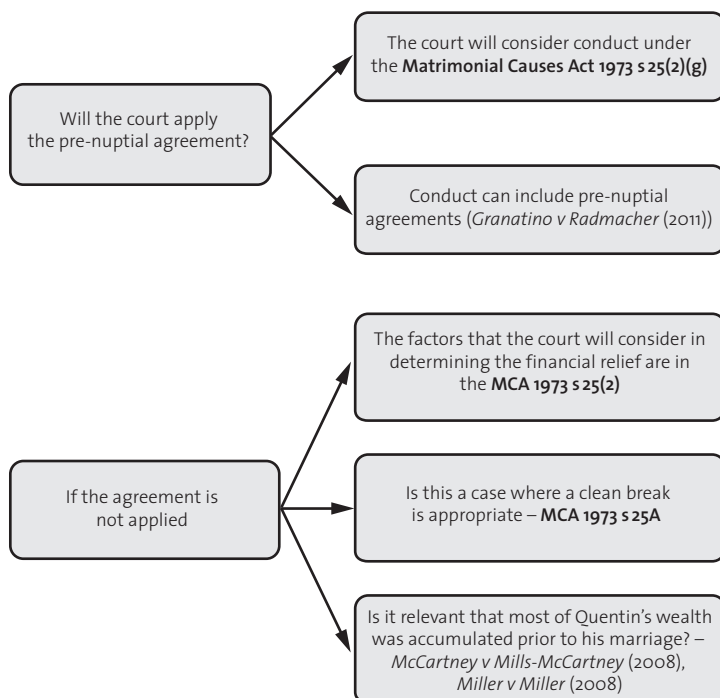 Will the court apply
the pre-nuptial agreement?
The court will consider conduct under
the Matrimonial Causes Act 1973 s 25(2)(g)
Conduct can include pre-nuptial
agreements (Granatino v Radmacher (2011))
If the agreement is
not applied
The factors that the court will consider in
determining the financial relief are in
the MCA 1973 s 25(2)
Is this a case where a clean break
is appropriate – MCA 1973 s 25A
Is it relevant that most of Quentin’s wealth
was accumulated prior to his marriage? –
McCartney v Mills-McCartney (2008),
Miller v Miller (2008)